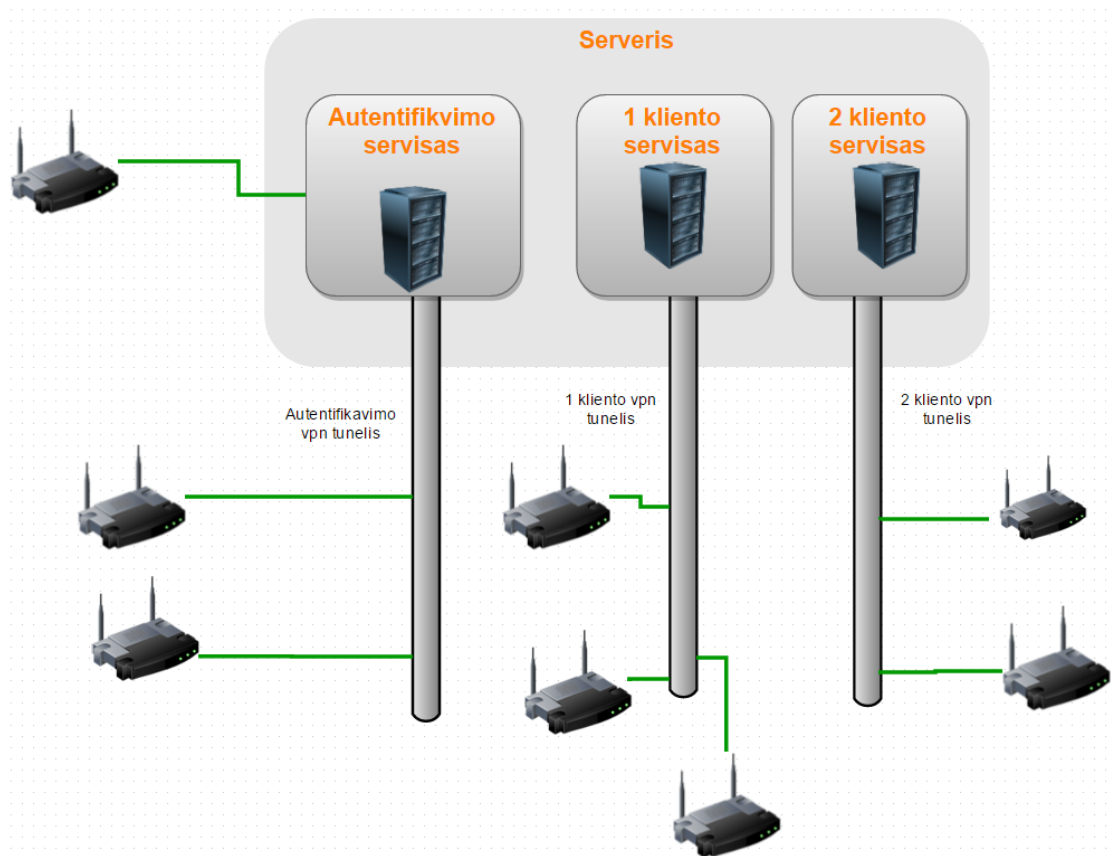 Serveris
Autentifikvimo
servisas
1 kliento
servisas
2 kliento
servisas
Autentifikavimo
vpn tunelis
1 kliento vpn
tunelis
2 kliento vpn
tunelis